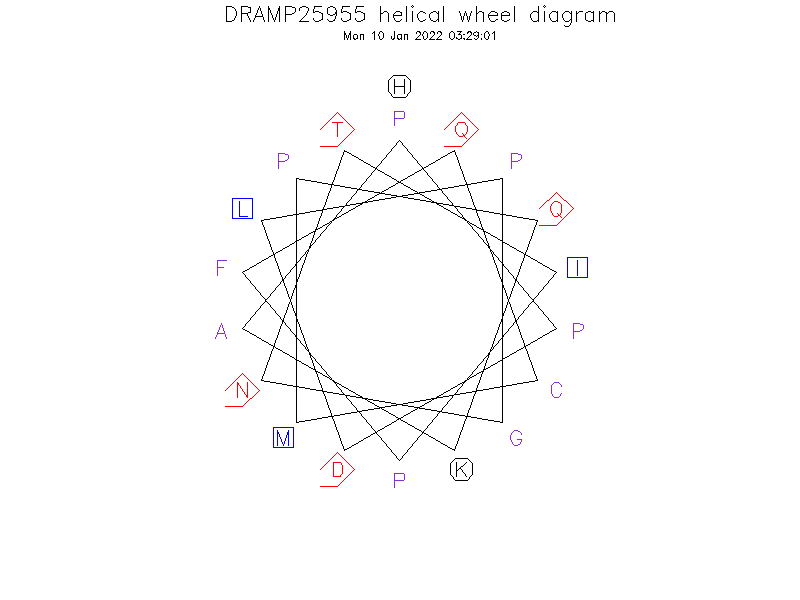 DRAMP25955 helical wheel diagram
Mon 10 Jan 2022 03:29:01
H
T P Q
P P
L Q
F I
A P
N C
M G
D P K